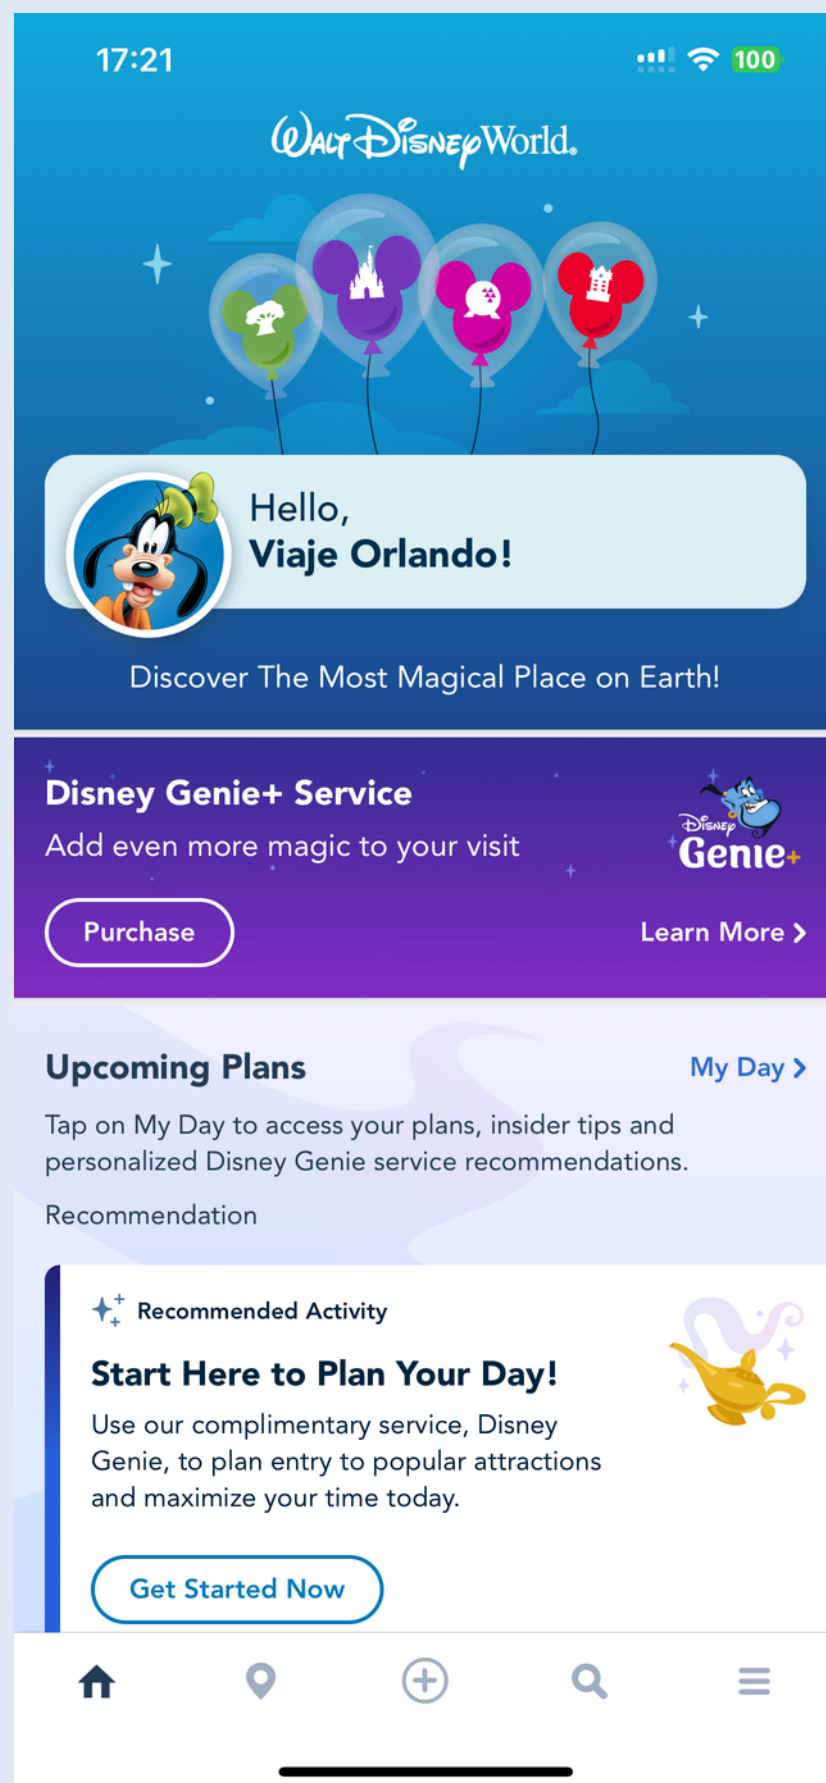 17:21
100
Walt Disney World.
Hello,
Viaje Orlando!
Discover The Most Magical Place on Earth!
Disney Genie+ Service
Add even more magic to your visit
Disney
Genie+
Purchase
Learn More
Upcoming Plans
My Day
Tap on My Day to access your plans, insider tips and
personalized Disney Genie service recommendations.
Recommendation
Recommended Activity
Start Here to Plan Your Day!
Use our complimentary service, Disney
Genie, to plan entry to popular attractions
and maximize your time today.
Get Started Now